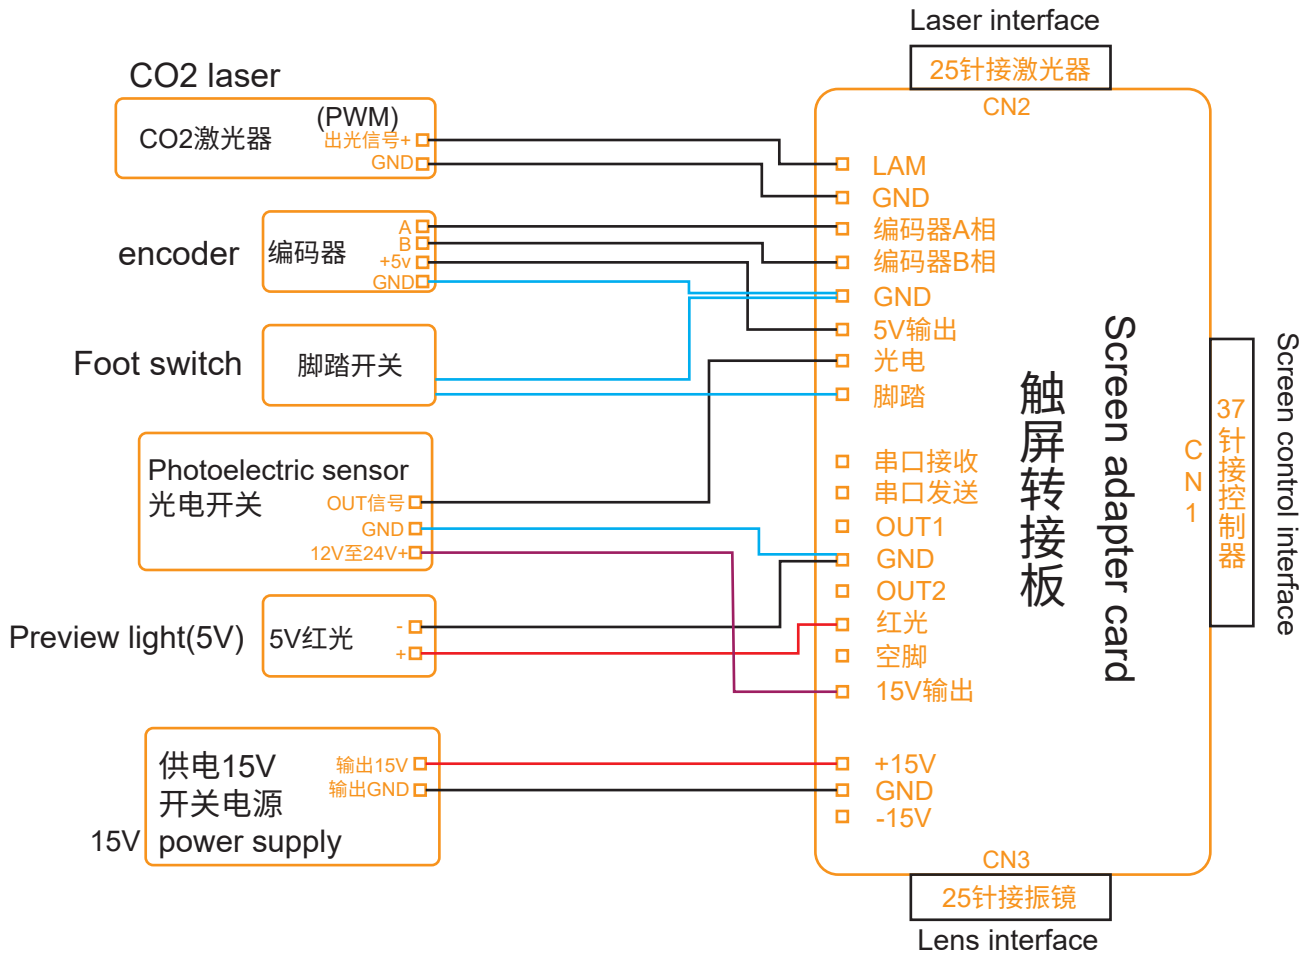 Laser interface
25针接激光器
CN2
CO2 laser
CO2激光器
(PWM)
出光信号+
GND
encoder
编码器
A
B
+5v
GND
Foot switch
脚踏开关
Photoelectric sensor
光电开关
OUT信号
GND
12V至24V+
Preview light(5V)
5V红光
-
+
供电15V
开关电源
15V
power supply
输出15V
输出GND
LAM
GND
编码器A相
编码器B相
GND
5V输出
光电
脚踏
串口接收
串口发送
OUT1
GND
OUT2
红光
空脚
15V输出
+15V
GND
-15V
触屏转接板
Screen adapter card
CN1
37针接控制器
Screen control interface
CN3
25针接振镜
Lens interface